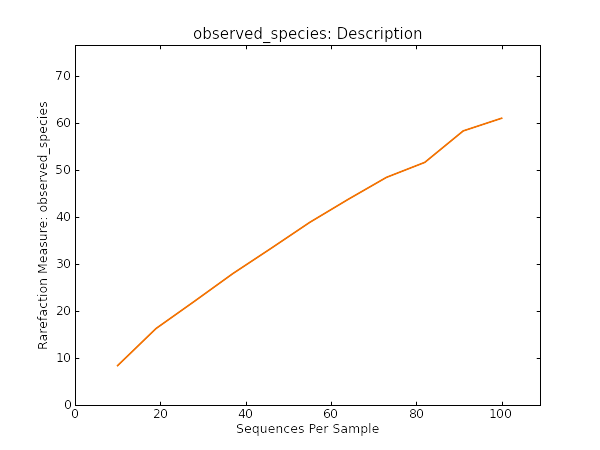 observed_species: Description
Rarefaction Measure: observed_species
70
60
50
40
30
20
10
0
0 20 40 60 80 100
Sequences Per Sample